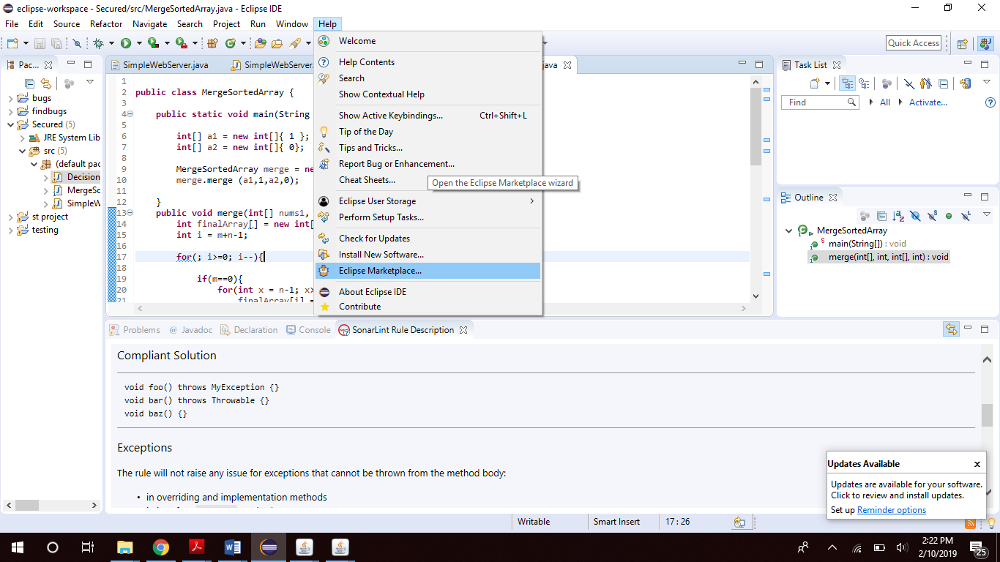 eclipse-workspace - Secured/src/MergeSortedArray.java - Eclipse IDE
File Edit Source Refactor Navigate Search Project Run Window Help
Quick Access
Welcome
Help Contents
Search
Show Contextual Help
Show Active Keybindings... Ctrl+Shift+L
Tip of the Day
Tips and Tricks...
Report Bug or Enhancement...
Cheat Sheets...
Open the Eclipse Marketplace wizard
Eclipse User Storage
Perform Setup Tasks...
Check for Updates
Install New Software...
Eclipse Marketplace...
About Eclipse IDE
Contribute
Pac...
bugs
findbugs
Secured (5)
JRE System Lib
src (5)
(default pac
Decision
MergeSo
SimpleW
st project
testing
SimpleWebServer.java SimpleWebServer. java
1
2 public class MergeSortedArray {
3
4 public static void main(String
5
6 int[] a1 = new int[]{ 1 };
7 int[] a2 = new int[]{ 0};
8
9 MergeSortedArray merge = ne
10 merge.merge (a1,1,a2,0);
11
12 }
13 public void merge(int[] nums1,
14 int finalArray[] = new int[
15 int i = m+n-1;
16
17 for(; i>=0; i--){
18
19 if(m==0){
20 for(int x = n-1; x>
21 finalArray[i] =
Task List
Find All Activate...
Outline
MergeSortedArray
main(String[]) : void
merge(int[], int, int[], int) : void
Problems @ Javadoc Declaration Console SonarLint Rule Description
Compliant Solution
void foo() throws MyException {}
void bar() throws Throwable {}
void baz() {}
Exceptions
The rule will not raise any issue for exceptions that cannot be thrown from the method body:
• in overriding and implementation methods
Updates Available
Updates are available for your software.
Click to review and install updates.
Set up Reminder options
Writable Smart Insert 17 : 26
2:22 PM
2/10/2019
25